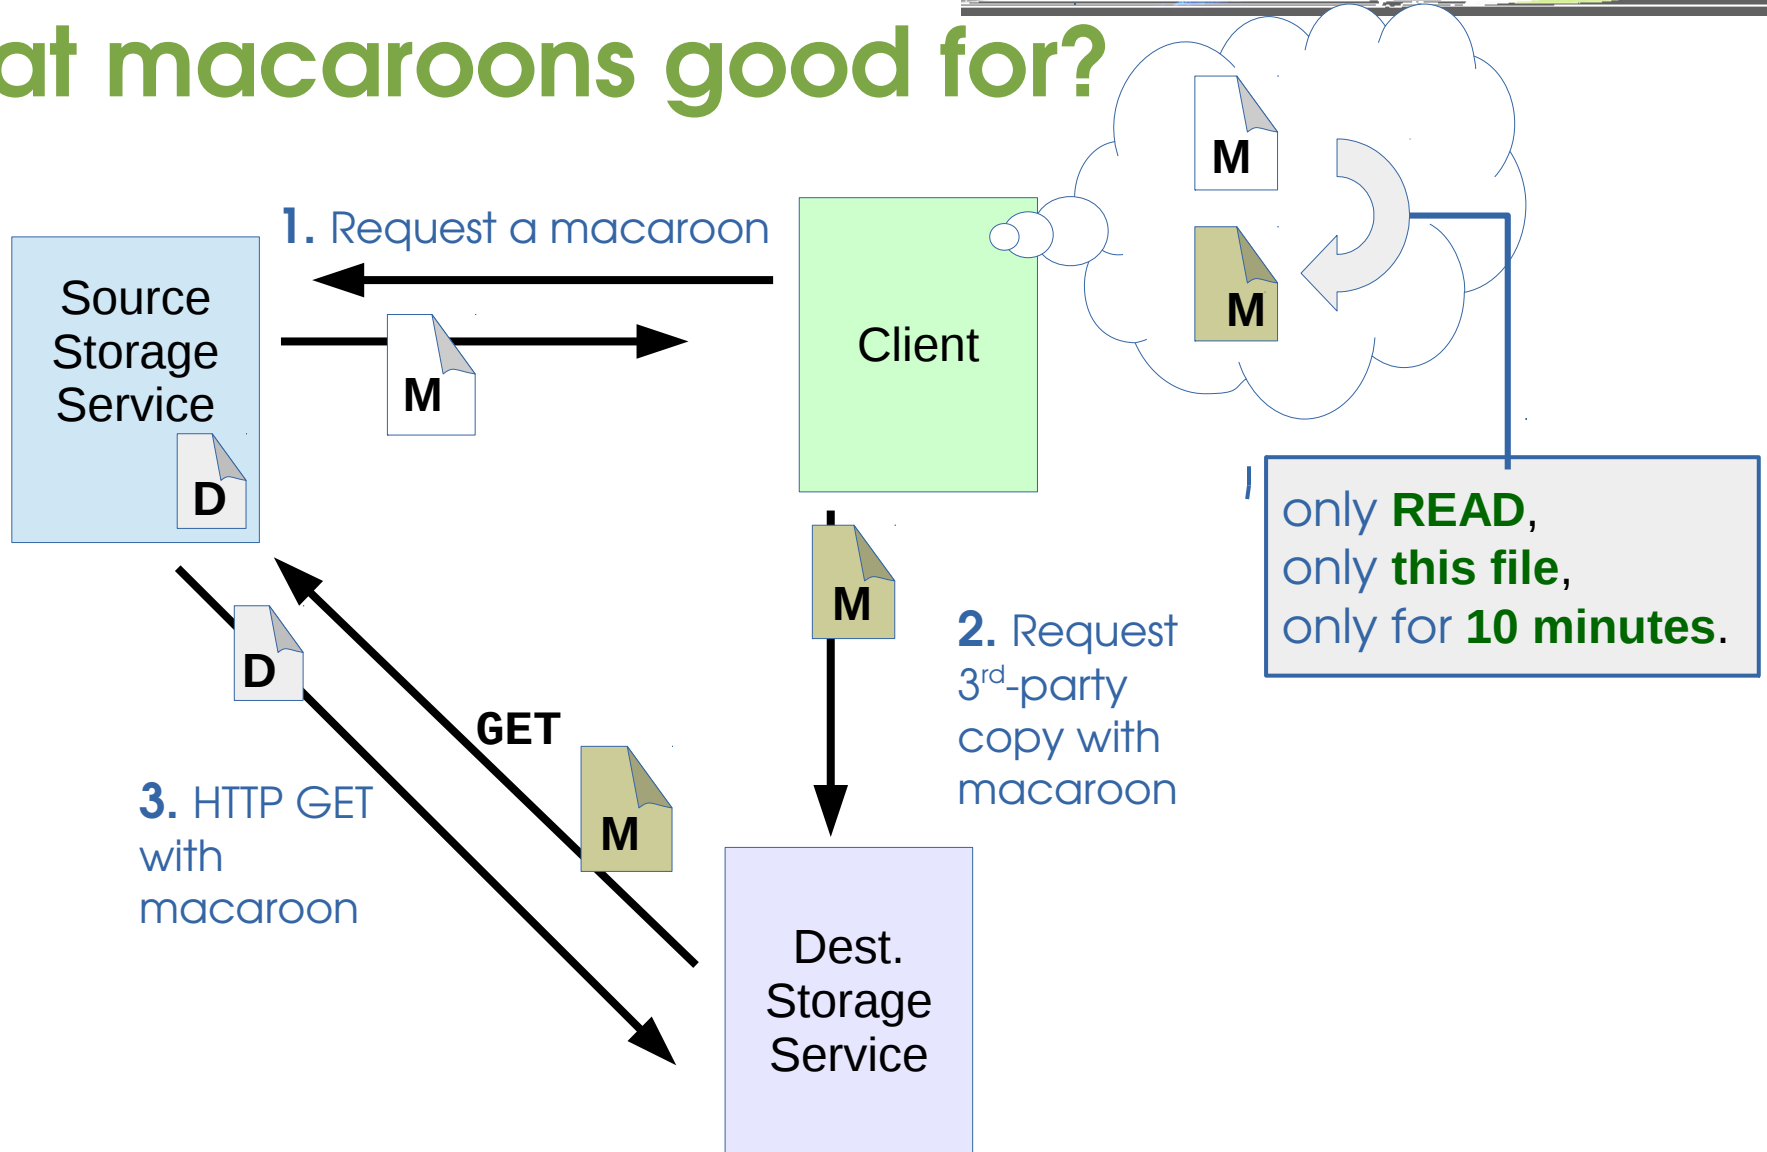 at macaroons good for?
M
M
1. Request a macaroon
Source
Storage
Service
D
M
Client
only READ,
only this file,
only for 10 minutes.
M
2. Request
3rd-party
copy with
macaroon
D
GET
M
3. HTTP GET
with
macaroon
Dest.
Storage
Service